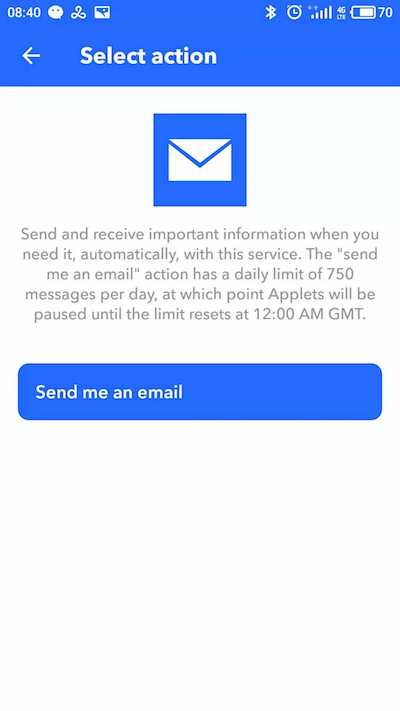 08:40 4G LTE 70
Select action
Send and receive important information when you
need it, automatically, with this service. The "send
me an email" action has a daily limit of 750
messages per day, at which point Applets will be
paused until the limit resets at 12:00 AM GMT.
Send me an email